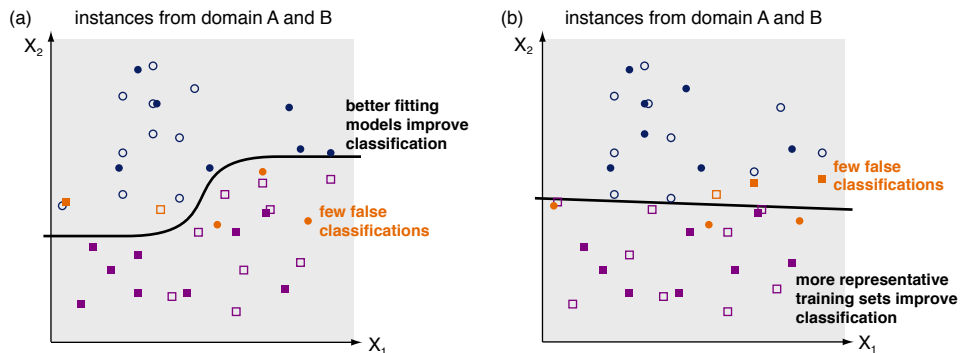 (a) instances from domain A and B
X2
better fitting
models improve
classification
few false
classifications
X1
(b) instances from domain A and B
X2
few false
classifications
more representative
training sets improve
classification
X1